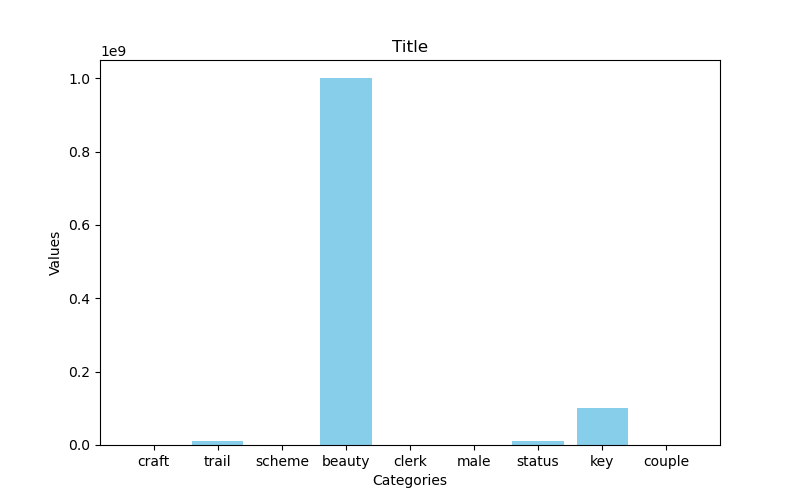 Title
1e9
1.0
0.8
0.6
0.4
0.2
0.0
Values
craft trail scheme beauty clerk male status key couple
Categories